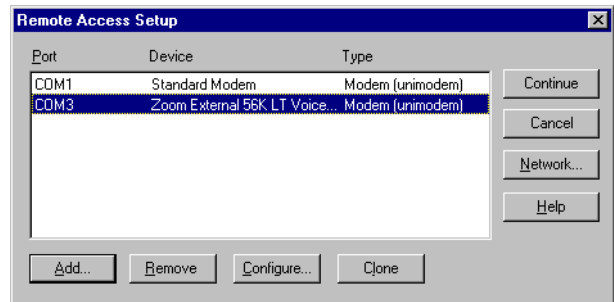 Remote Access Setup
Port Device Type
COM1 Standard Modem Modem (unimodem)
COM3 Zoom External 56K LT Voice... Modem (unimodem)
Continue
Cancel
Network...
Help
Add... Remove Configure... Clone